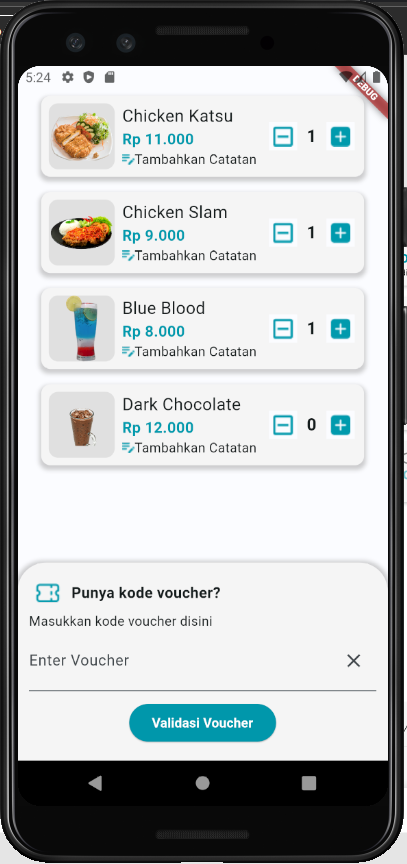 5:24
DEBUG
Chicken Katsu
Rp 11.000
1
Tambahkan Catatan
Chicken Slam
Rp 9.000
1
Tambahkan Catatan
Blue Blood
Rp 8.000
1
Tambahkan Catatan
Dark Chocolate
Rp 12.000
0
Tambahkan Catatan
Punya kode voucher?
Masukkan kode voucher disini
Enter Voucher
Validasi Voucher